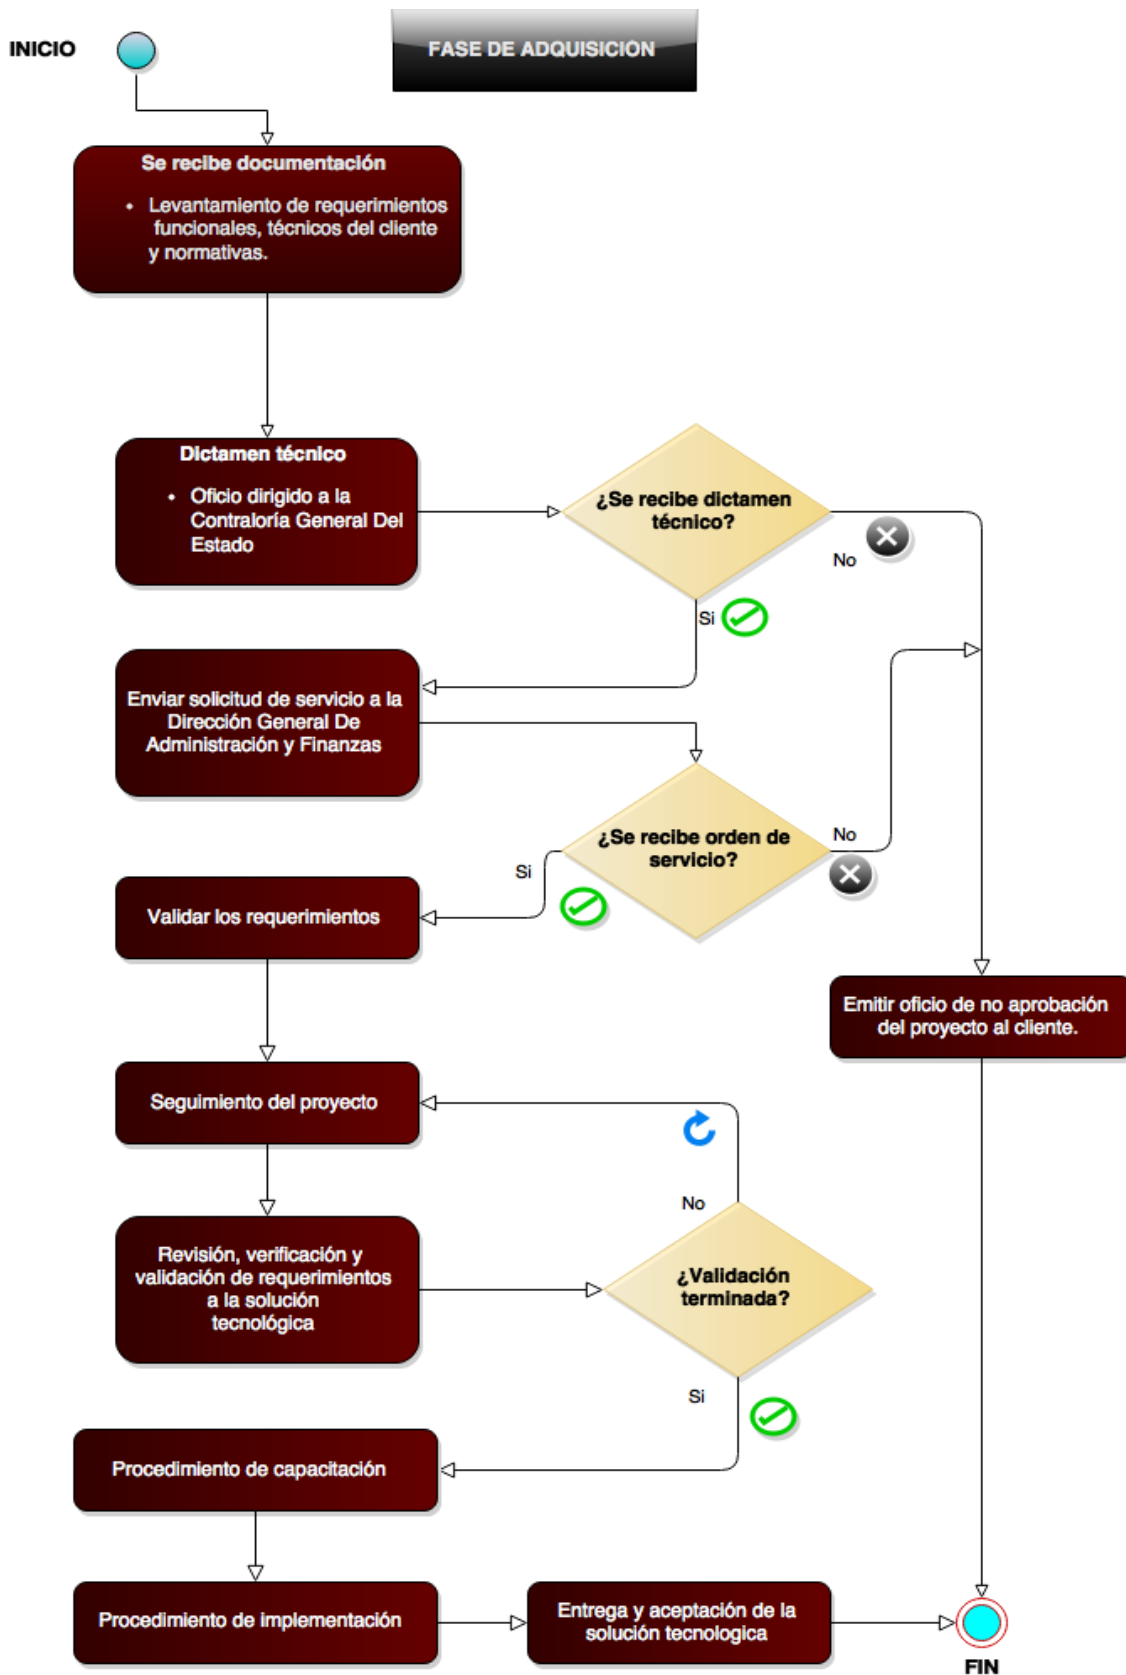 INICIO
FASE DE ADQUISICION
Se recibe documentación
• Levantamiento de requerimientos
funcionales, técnicos del cliente
y normativas.
Dictamen técnico
• Oficio dirigido a la
Contraloría General Del
Estado
¿Se recibe dictamen
técnico?
No
Si
Enviar solicitud de servicio a la
Dirección General De
Administración y Finanzas
¿Se recibe orden de
servicio?
No
Si
Validar los requerimientos
Emitir oficio de no aprobación
del proyecto al cliente.
Seguimiento del proyecto
No
Revisión, verificación y
validación de requerimientos
a la solución
tecnológica
¿Validación
terminada?
Si
Procedimiento de capacitación
Procedimiento de implementación
Entrega y aceptación de la
solución tecnologica
FIN